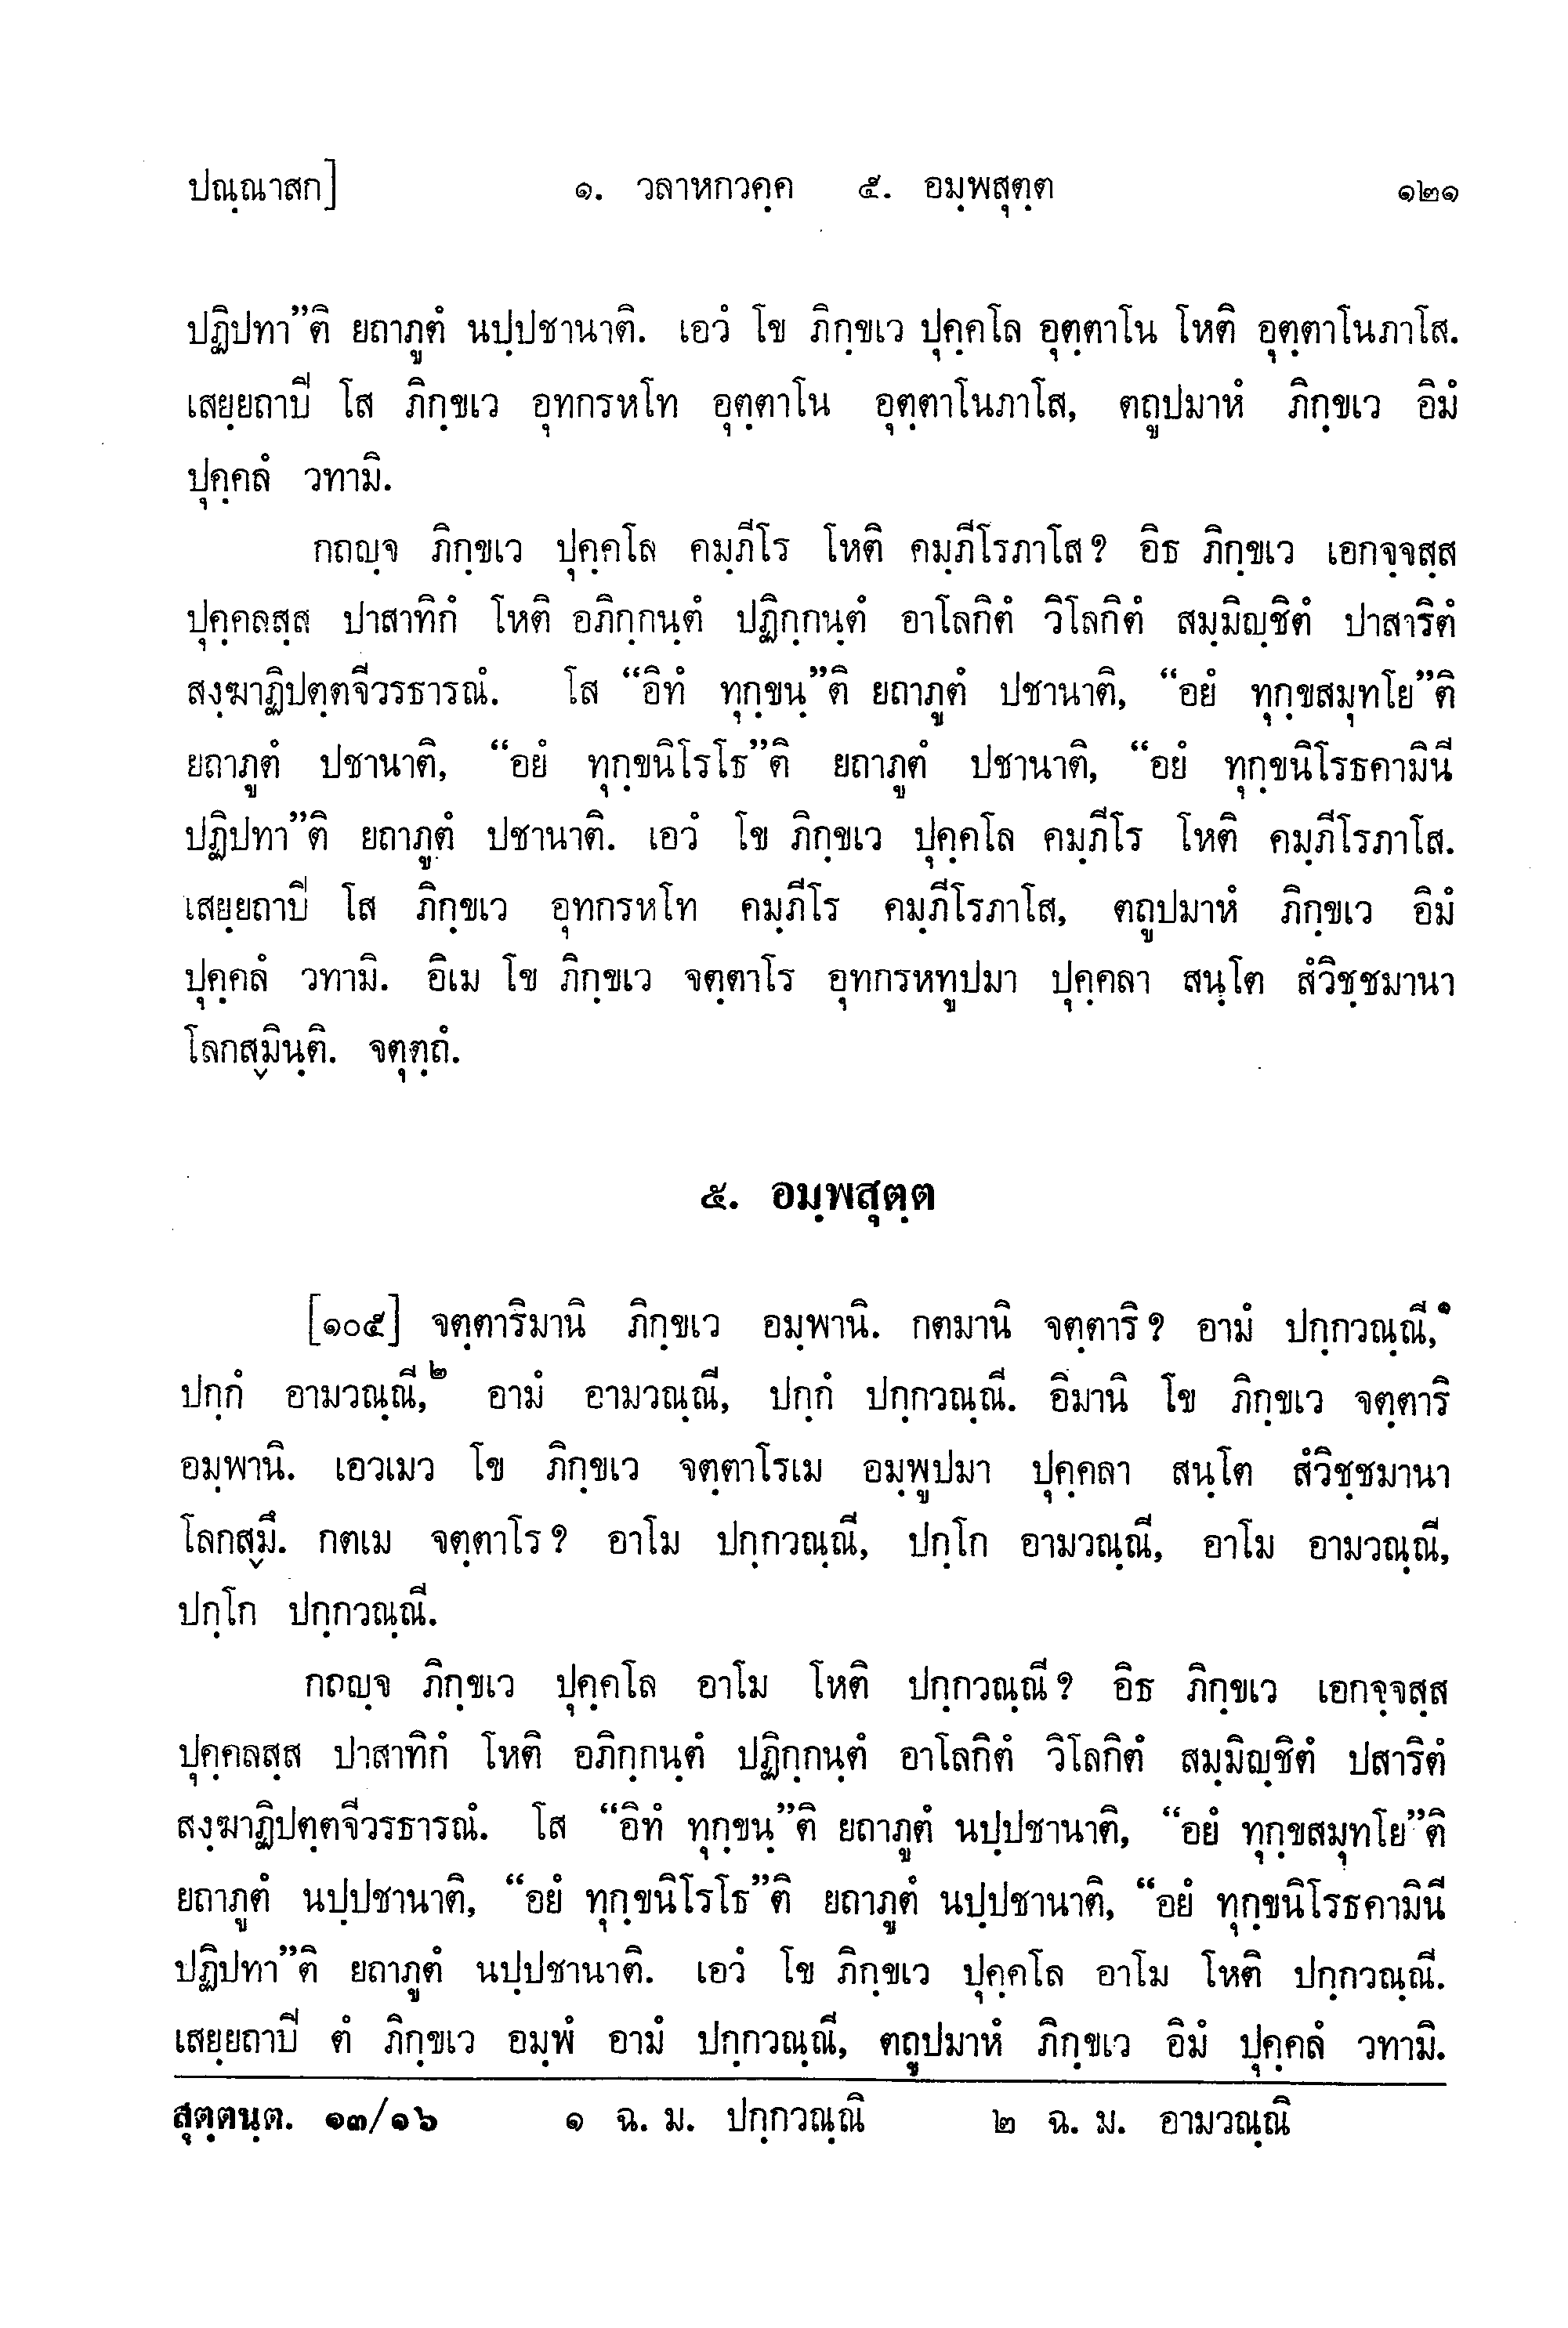 ปณฺณาสก] ๑. วลาหกวคฺค ๕. อมฺพสุตฺต ๑๒๑
ปฏิปทา”ติ ยถาภูตํ นปฺปชานาติ. เอวํ โข ภิกฺขเว ปุคฺคโล อุตฺตาโน โหติ อุตฺตาโนภาโส.
เสยฺยถาปิ โส ภิกฺขเว อุทกรหโท อุตฺตาโน อุตฺตาโนภาโส, ตถูปมาหํ ภิกฺขเว อิมํ
ปุคฺคลํ วทามิ.
กถญฺจ ภิกฺขเว ปุคฺคโล คมฺภีโร โหติ คมฺภีโรภาโส? อิธ ภิกฺขเว เอกจฺจสฺส
ปุคฺคลสฺส ปาสาทิกํ โหติ อภิกฺกนฺตํ ปฏิกฺกนฺตํ อาโลกิตํ วิโลกิตํ สมฺมิญฺชิตํ ปาสาริตํ
สงฺฆาฏิปตฺตจีวรธารณํ. โส “อิทํ ทุกฺขนฺ”ติ ยถาภูตํ ปชานาติ, “อยํ ทุกฺขสมุทโย”ติ
ยถาภูตํ ปชานาติ, “อยํ ทุกฺขนิโรโธ”ติ ยถาภูตํ ปชานาติ, “อยํ ทุกฺขนิโรธคามินี
ปฏิปทา”ติ ยถาภูตํ ปชานาติ. เอวํ โข ภิกฺขเว ปุคฺคโล คมฺภีโร โหติ คมฺภีโรภาโส.
เสยฺยถาปิ โส ภิกฺขเว อุทกรหโท คมฺภีโร คมฺภีโรภาโส, ตถูปมาหํ ภิกฺขเว อิมํ
ปุคฺคลํ วทามิ. อิเม โข ภิกฺขเว จตฺตาโร อุทกรหทูปมา ปุคฺคลา สนฺโต สํวิชฺชมานา
โลกสฺมินฺติ. จตุตฺถํ.
๕. อมฺพสุตฺต
[๑๐๕] จตฺตาริมานิ ภิกฺขเว อมฺพานิ. กตมานิ จตฺตาริ? อามํ ปกฺกวณฺณี,๑
ปกฺกํ อามวณฺณี,๒ อามํ อามวณฺณี, ปกฺกํ ปกฺกวณฺณี. อิมานิ โข ภิกฺขเว จตฺตาริ
อมฺพานิ. เอวเมว โข ภิกฺขเว จตฺตาโรเม อมฺพูปมา ปุคฺคลา สนฺโต สํวิชฺชมานา
โลกสฺมึ. กตเม จตฺตาโร? อาโม ปกฺกวณฺณี, ปกฺโก อามวณฺณี, อาโม อามวณฺณี,
ปกฺโก ปกฺกวณฺณี.
กถญฺจ ภิกฺขเว ปุคฺคโล อาโม โหติ ปกฺกวณฺณี? อิธ ภิกฺขเว เอกจฺจสฺส
ปุคฺคลสฺส ปาสาทิกํ โหติ อภิกฺกนฺตํ ปฏิกฺกนฺตํ อาโลกิตํ วิโลกิตํ สมฺมิญฺชิตํ ปสาริตํ
สงฺฆาฏิปตฺตจีวรธารณํ. โส “อิทํ ทุกฺขนฺ”ติ ยถาภูตํ นปฺปชานาติ, “อยํ ทุกฺขสมุทโย”ติ
ยถาภูตํ นปฺปชานาติ, “อยํ ทุกฺขนิโรโธ”ติ ยถาภูตํ นปฺปชานาติ, “อยํ ทุกฺขนิโรธคามินี
ปฏิปทา”ติ ยถาภูตํ นปฺปชานาติ. เอวํ โข ภิกฺขเว ปุคฺคโล อาโม โหติ ปกฺกวณฺณี.
เสยฺยถาปิ ตํ ภิกฺขเว อมฺพํ อามํ ปกฺกวณฺณี, ตถูปมาหํ ภิกฺขเว อิมํ ปุคฺคลํ วทามิ.
สุตฺตนฺต. ๑๓/๑๖ ๑ ฉ. ม. ปกฺกวณฺณิ ๒ ฉ. ม. อามวณฺณิ